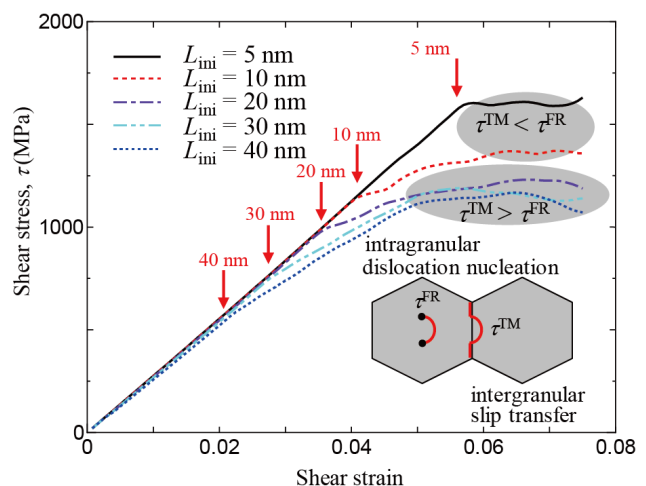 2000
L_ini = 5 nm
L_ini = 10 nm
L_ini = 20 nm
L_ini = 30 nm
L_ini = 40 nm
5 nm
τ^TM < τ^FR
10 nm
20 nm
30 nm
40 nm
τ^TM > τ^FR
1000
Shear stress, τ (MPa)
intragranular
dislocation nucleation
τ^FR
τ^TM
intergranular
slip transfer
0
0
0.02
0.04
0.06
0.08
Shear strain